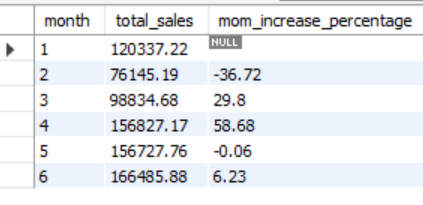 month total_sales mom_increase_percentage
1 120337.22 NULL
2 76145.19 -36.72
3 98834.68 29.8
4 156827.17 58.68
5 156727.76 -0.06
6 166485.88 6.23